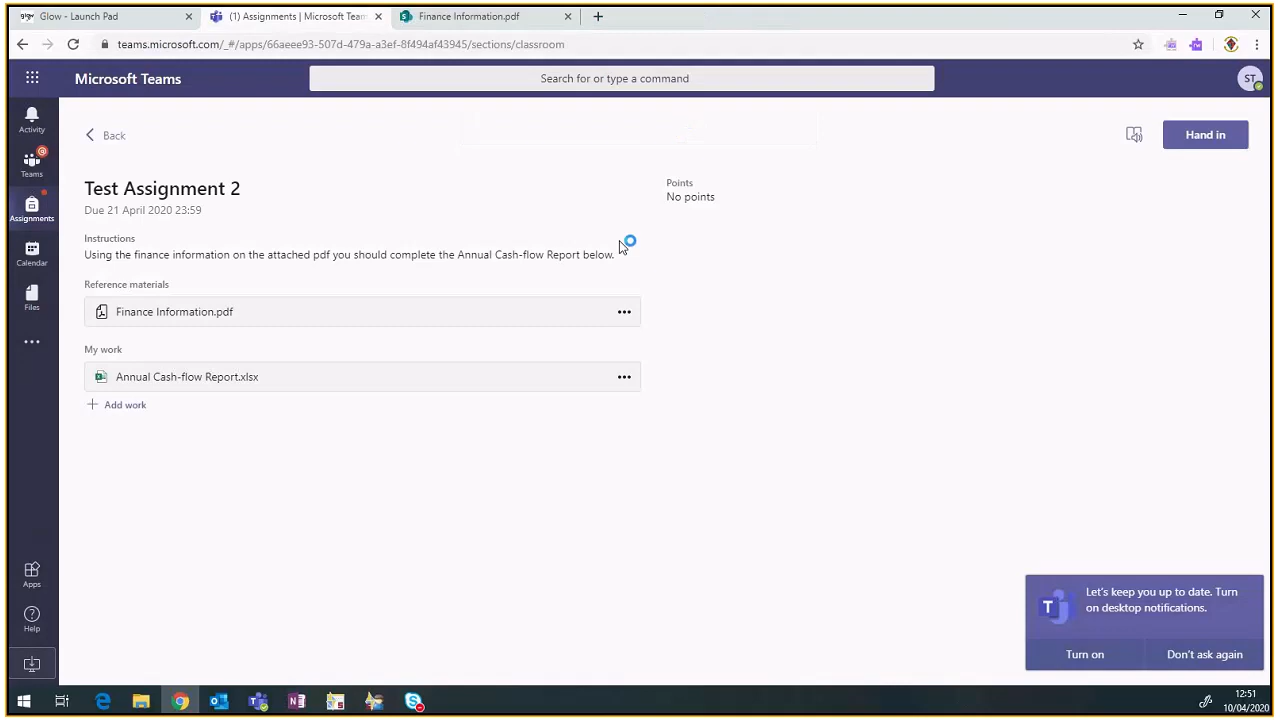 glow Glow - Launch Pad
(1) Assignments | Microsoft Team
Finance Information.pdf
teams.microsoft.com/_#/apps/66aeee93-507d-479a-a3ef-8f494af43945/sections/classroom
Microsoft Teams
Search for or type a command
ST
Activity
Teams
Assignments
Calendar
Files
Apps
Help
Back
Hand in
Test Assignment 2
Due 21 April 2020 23:59
Points
No points
Instructions
Using the finance information on the attached pdf you should complete the Annual Cash-flow Report below.
Reference materials
Finance Information.pdf
My work
Annual Cash-flow Report.xlsx
Add work
Let's keep you up to date. Turn
on desktop notifications.
Turn on
Don't ask again
12:51
10/04/2020